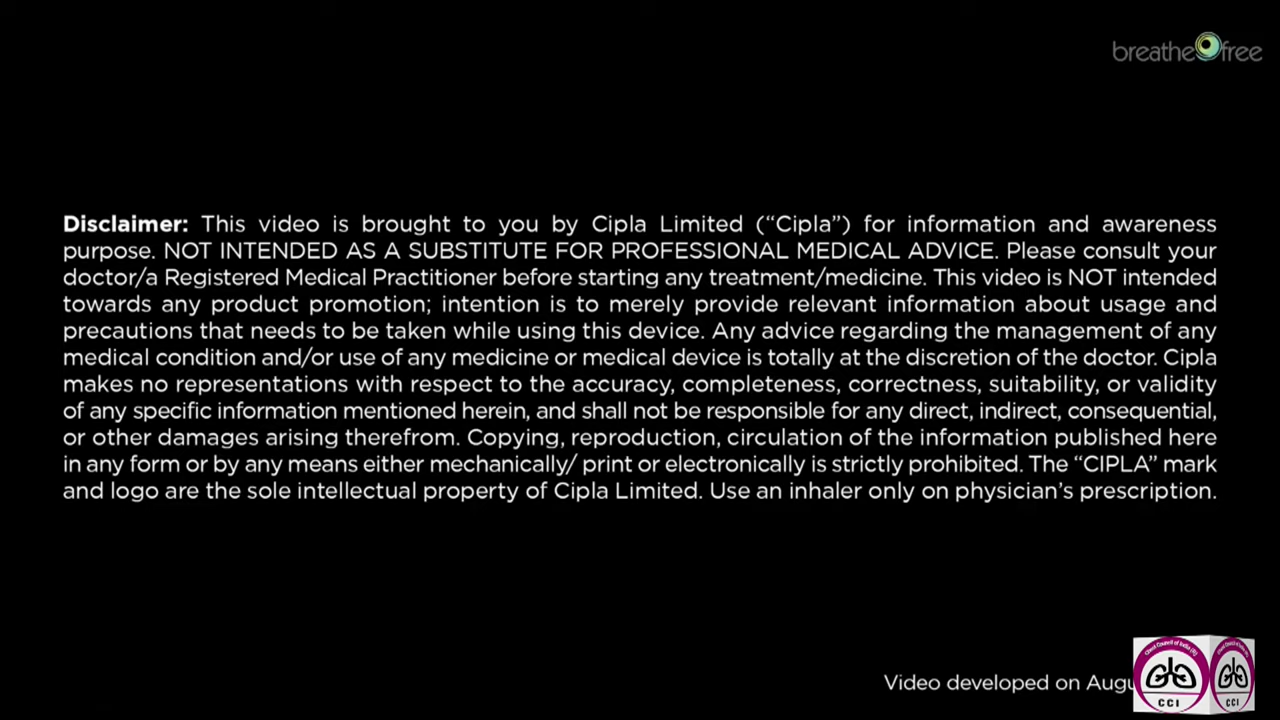 breathe free
Disclaimer: This video is brought to you by Cipla Limited (“Cipla”) for information and awareness
purpose. NOT INTENDED AS A SUBSTITUTE FOR PROFESSIONAL MEDICAL ADVICE. Please consult your
doctor/a Registered Medical Practitioner before starting any treatment/medicine. This video is NOT intended
towards any product promotion; intention is to merely provide relevant information about usage and
precautions that needs to be taken while using this device. Any advice regarding the management of any
medical condition and/or use of any medicine or medical device is totally at the discretion of the doctor. Cipla
makes no representations with respect to the accuracy, completeness, correctness, suitability, or validity
of any specific information mentioned herein, and shall not be responsible for any direct, indirect, consequential,
or other damages arising therefrom. Copying, reproduction, circulation of the information published here
in any form or by any means either mechanically/ print or electronically is strictly prohibited. The “CIPLA” mark
and logo are the sole intellectual property of Cipla Limited. Use an inhaler only on physician’s prescription.
Video developed on Augu
Chest Council of India
CCI
CCI